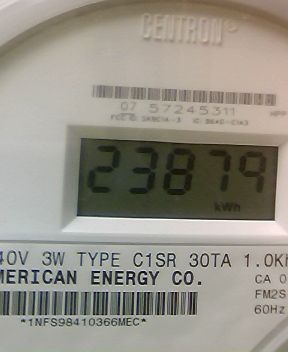 CENTRON®
07 57245311
23879
kWh
40V 3W TYPE C1SR 30TA 1.0K
MERICAN ENERGY CO.
CA 0
FM2S
60Hz
*1NFS98410366MEC*